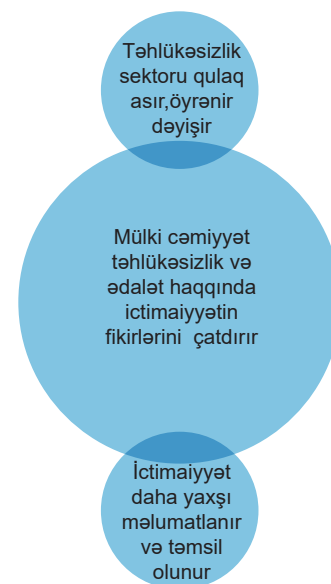 Təhlükəsizlik
sektoru qulaq
asır,öyrənir
dəyişir
Mülki cəmiyyət
təhlükəsizlik və
ədalət haqqında
ictimaiyyətin
fikirlərini çatdırır
İctimaiyyət
daha yaxşı
məlumatlanır
və təmsil
olunur